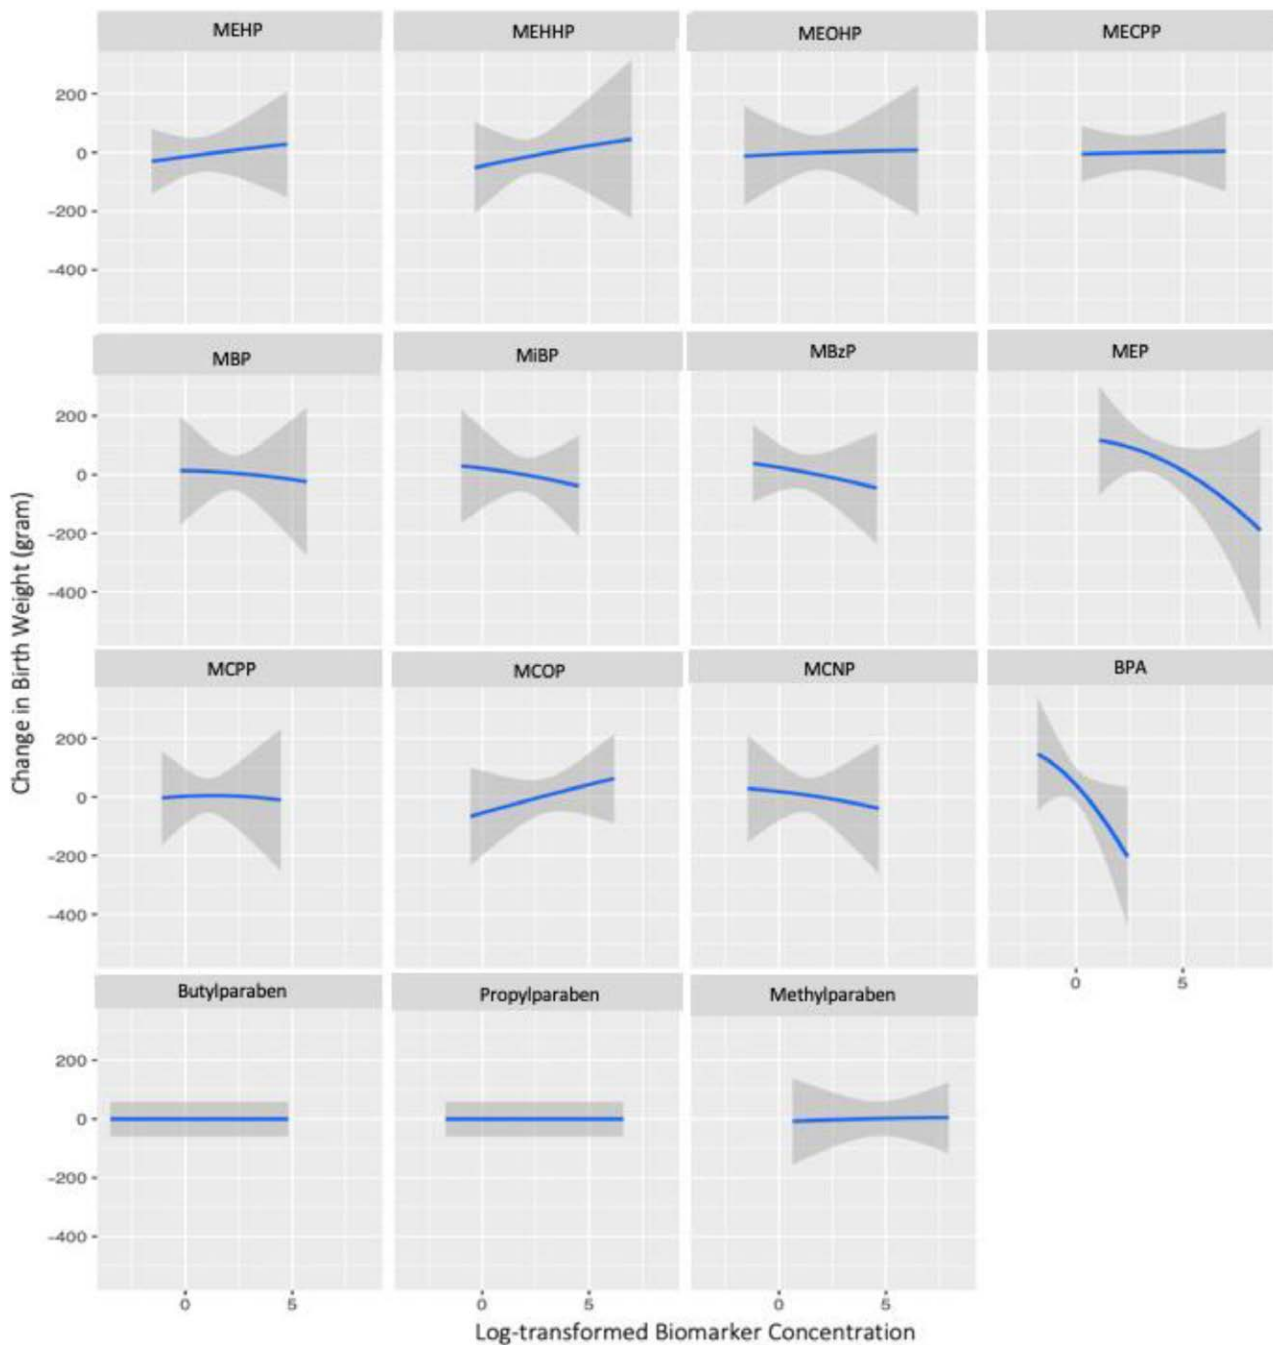 MEHP MEHHP MEOHP MECPP
200
0
-200
-400
MBP MiBP MBzP MEP
200
0
-200
-400
Change in Birth Weight (gram)
MCPP MCOP MCNP BPA
200
0
-200
-400
0 5
Butylparaben Propylparaben Methylparaben
200
0
-200
-400
0 5 0 5 0 5
Log-transformed Biomarker Concentration